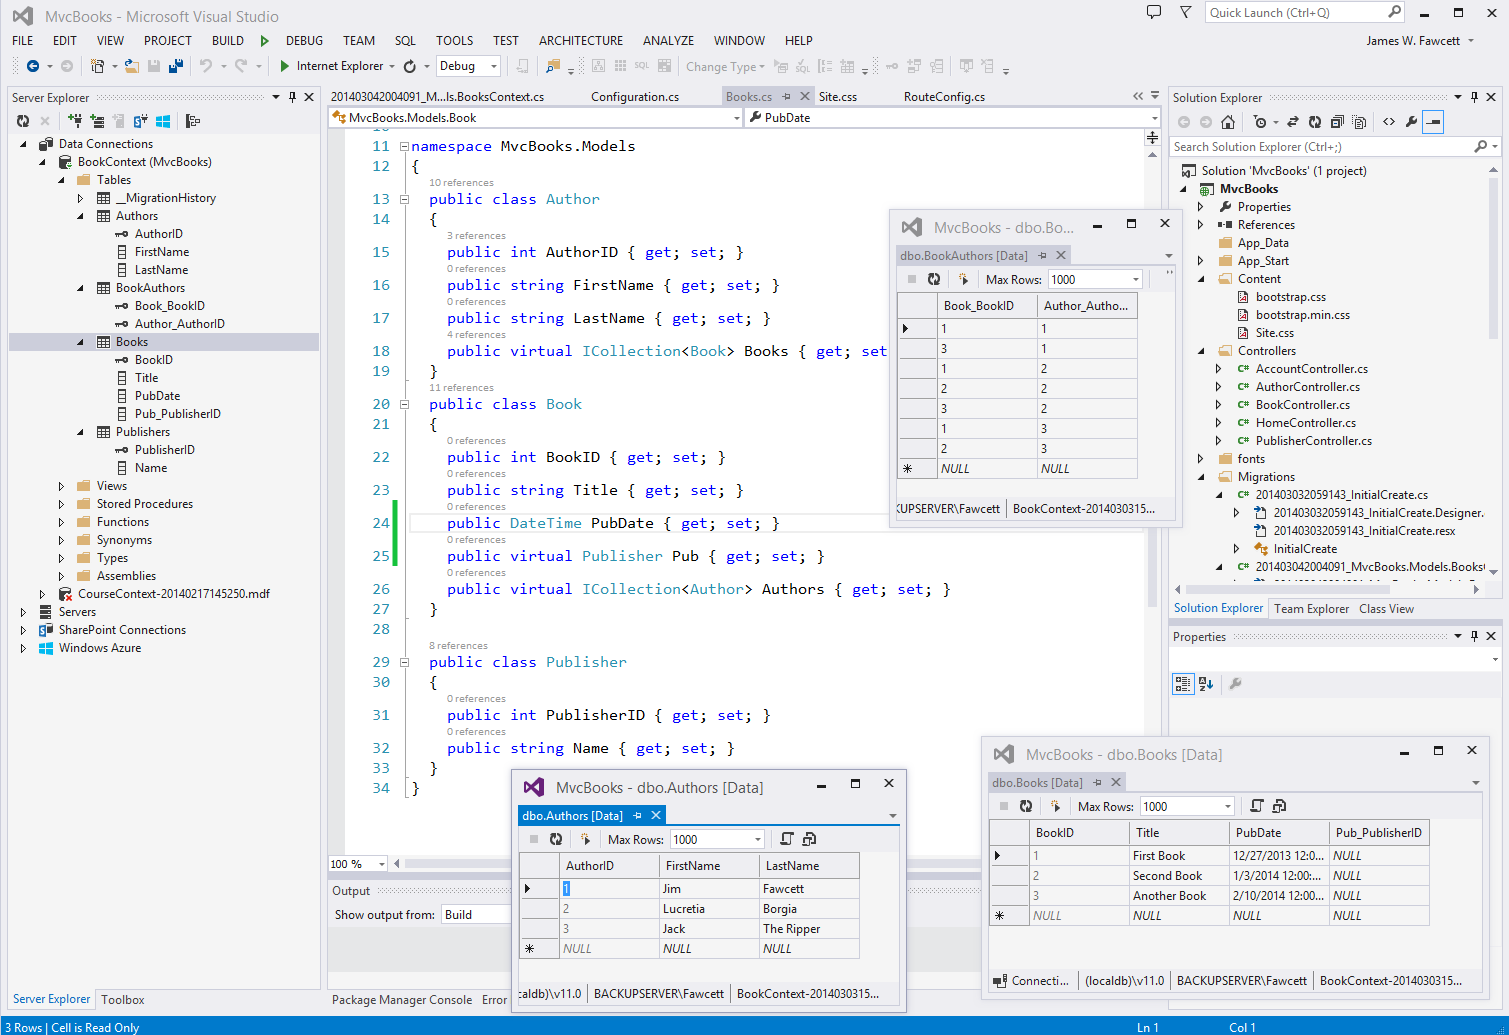 MvcBooks - Microsoft Visual Studio
Quick Launch (Ctrl+Q)
FILE EDIT VIEW PROJECT BUILD DEBUG TEAM SQL TOOLS TEST ARCHITECTURE ANALYZE WINDOW HELP
James W. Fawcett
Internet Explorer Debug SQL Change Type SQL
Server Explorer
Data Connections
BookContext (MvcBooks)
Tables
__MigrationHistory
Authors
AuthorID
FirstName
LastName
BookAuthors
Book_BookID
Author_AuthorID
Books
BookID
Title
PubDate
Pub_PublisherID
Publishers
PublisherID
Name
Views
Stored Procedures
Functions
Synonyms
Types
Assemblies
CourseContext-20140217145250.mdf
Servers
SharePoint Connections
Windows Azure
Server Explorer Toolbox
201403042004091_M...ls.BooksContext.cs Configuration.cs Books.cs Site.css RouteConfig.cs
MvcBooks.Models.Book PubDate
11 namespace MvcBooks.Models
12 {
10 references
13 public class Author
14 {
3 references
15 public int AuthorID { get; set; }
0 references
16 public string FirstName { get; set; }
0 references
17 public string LastName { get; set; }
4 references
18 public virtual ICollection<Book> Books { get; set
19 }
11 references
20 public class Book
21 {
0 references
22 public int BookID { get; set; }
0 references
23 public string Title { get; set; }
0 references
24 public DateTime PubDate { get; set; }
0 references
25 public virtual Publisher Pub { get; set; }
0 references
26 public virtual ICollection<Author> Authors { get; set; }
27 }
28
8 references
29 public class Publisher
30 {
0 references
31 public int PublisherID { get; set; }
0 references
32 public string Name { get; set; }
33 }
34 }
100 %
Output
Show output from: Build
Package Manager Console Error
MvcBooks - dbo.Bo...
dbo.BookAuthors [Data]
Max Rows: 1000
Book_BookID Author_Autho...
1 1
3 1
1 2
2 2
3 2
1 3
2 3
NULL NULL
KUPSERVER\Fawcett BookContext-2014030315...
MvcBooks - dbo.Authors [Data]
dbo.Authors [Data]
Max Rows: 1000
AuthorID FirstName LastName
1 Jim Fawcett
2 Lucretia Borgia
3 Jack The Ripper
NULL NULL NULL
caldb)\v11.0 BACKUPSERVER\Fawcett BookContext-2014030315...
Solution Explorer
Search Solution Explorer (Ctrl+;)
Solution 'MvcBooks' (1 project)
MvcBooks
Properties
References
App_Data
App_Start
Content
bootstrap.css
bootstrap.min.css
Site.css
Controllers
AccountController.cs
AuthorController.cs
BookController.cs
HomeController.cs
PublisherController.cs
fonts
Migrations
201403032059143_InitialCreate.cs
201403032059143_InitialCreate.Designer.
201403032059143_InitialCreate.resx
InitialCreate
201403042004091_MvcBooks.Models.Books
Solution Explorer Team Explorer Class View
Properties
MvcBooks - dbo.Books [Data]
dbo.Books [Data]
Max Rows: 1000
BookID Title PubDate Pub_PublisherID
1 First Book 12/27/2013 12:0... NULL
2 Second Book 1/3/2014 12:00:... NULL
3 Another Book 2/10/2014 12:00... NULL
NULL NULL NULL NULL
Connecti... (localdb)\v11.0 BACKUPSERVER\Fawcett BookContext-2014030315...
3 Rows | Cell is Read Only Ln 1 Col 1